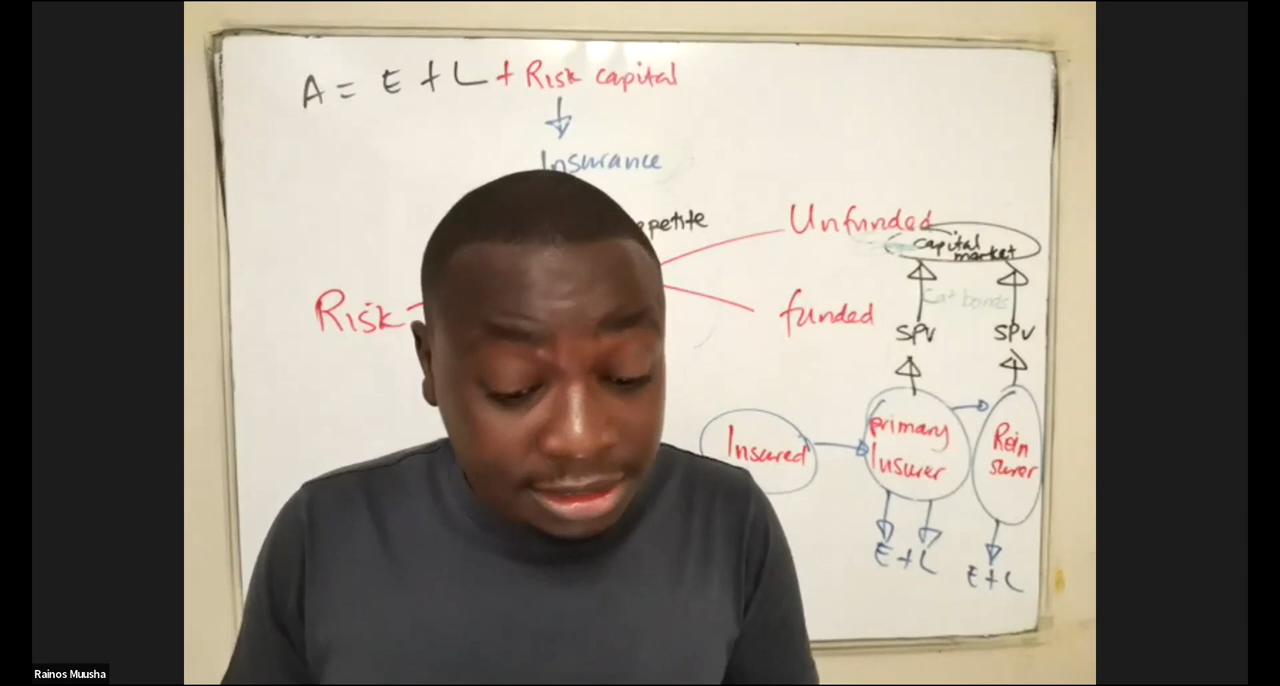 A = E + L + Risk capital
Insurance
petite
Unfunded
capital
market
Risk
funded
Cat bonds
SPV SPV
Insured
primary
Insurer
Rein
surer
E + L
E + L
Rainos Muusha